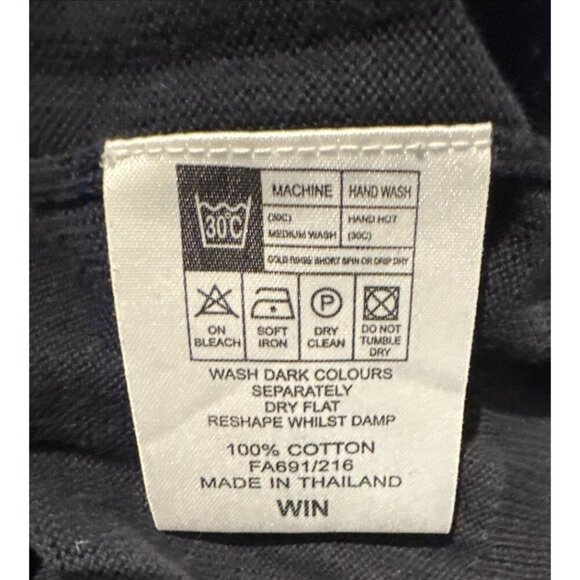 MACHINE HAND WASH
30°C
(30C) HAND HOT
MEDIUM WASH (30C)
COLD RINSE SHORT SPIN OR DRIP DRY
P
ON BLEACH SOFT IRON DRY CLEAN DO NOT TUMBLE DRY
WASH DARK COLOURS
SEPARATELY
DRY FLAT
RESHAPE WHILST DAMP
100% COTTON
FA691/216
MADE IN THAILAND
WIN